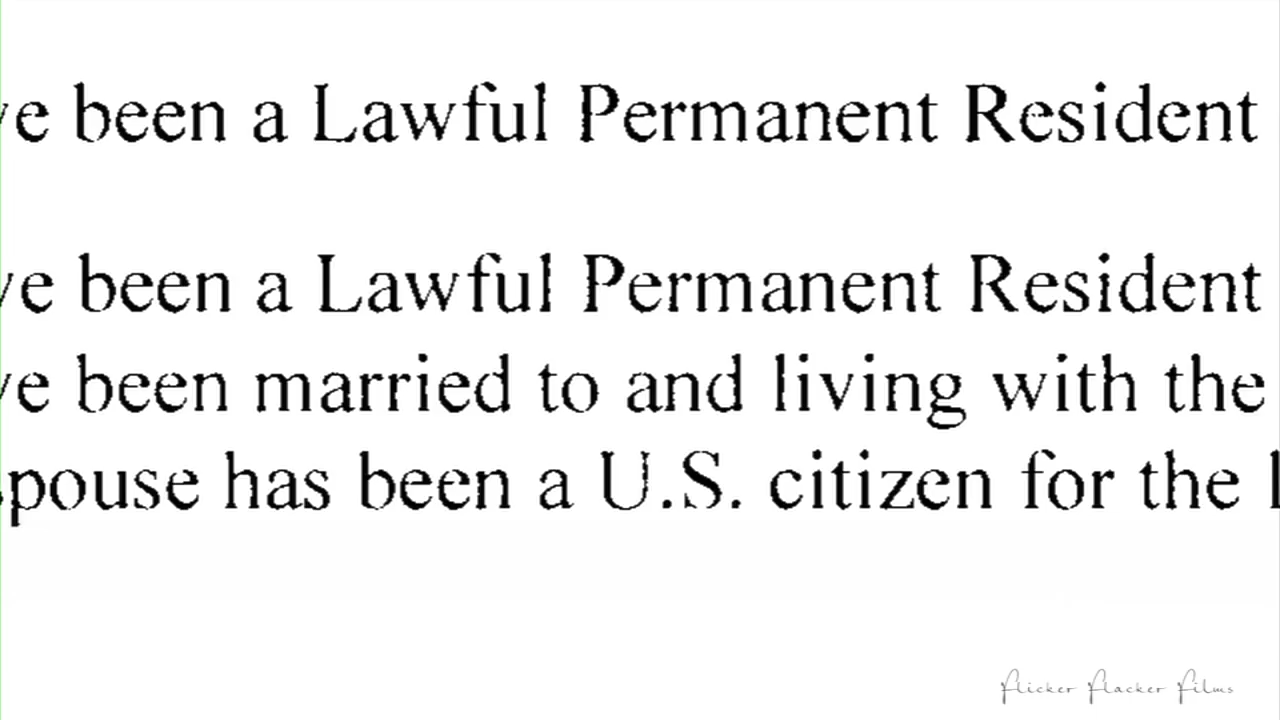 ve been a Lawful Permanent Resident
ve been a Lawful Permanent Resident
ve been married to and living with the
spouse has been a U.S. citizen for the
Flicker Flacker Films